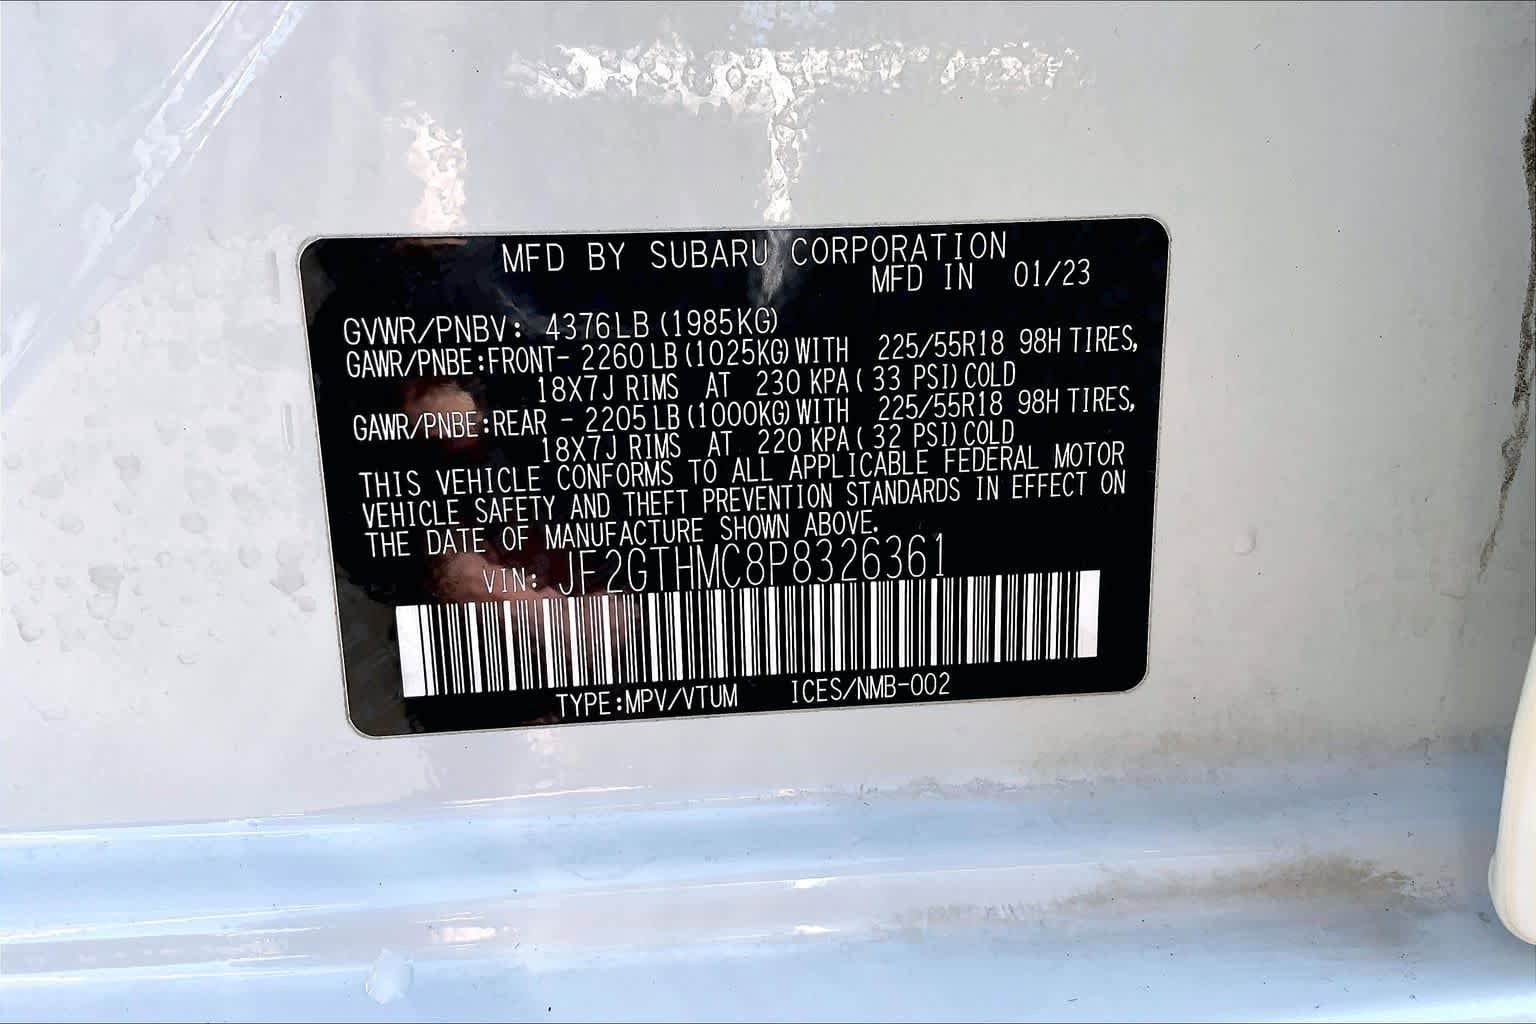 MFD BY SUBARU CORPORATION
MFD IN 01/23
GVWR/PNBV: 4376LB (1985KG)
GAWR/PNBE:FRONT- 2260 LB (1025KG) WITH 225/55R18 98H TIRES,
18X7J RIMS AT 230 KPA ( 33 PSI) COLD
GAWR/PNBE:REAR - 2205 LB (1000KG) WITH 225/55R18 98H TIRES,
18X7J RIMS AT 220 KPA ( 32 PSI) COLD
THIS VEHICLE CONFORMS TO ALL APPLICABLE FEDERAL MOTOR
VEHICLE SAFETY AND THEFT PREVENTION STANDARDS IN EFFECT ON
THE DATE OF MANUFACTURE SHOWN ABOVE.
VIN: JF2GTHMC8P8326361
TYPE:MPV/VTUM ICES/NMB-002